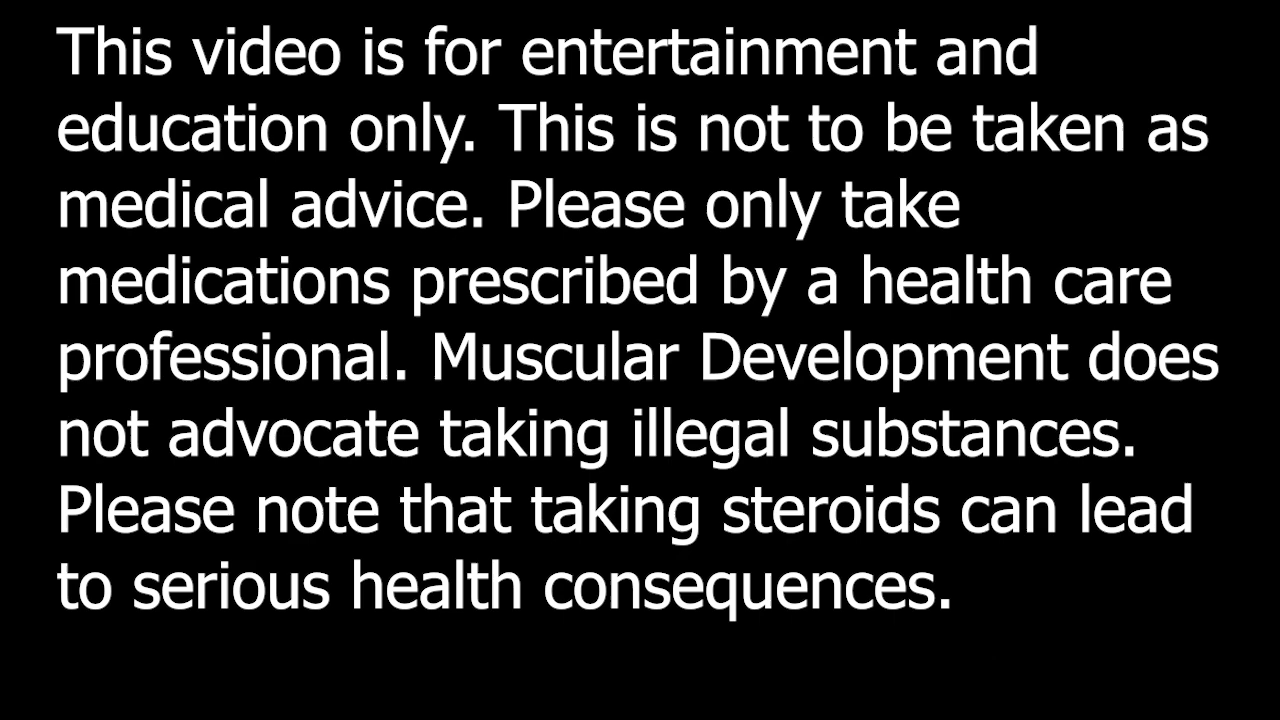 This video is for entertainment and
education only. This is not to be taken as
medical advice. Please only take
medications prescribed by a health care
professional. Muscular Development does
not advocate taking illegal substances.
Please note that taking steroids can lead
to serious health consequences.